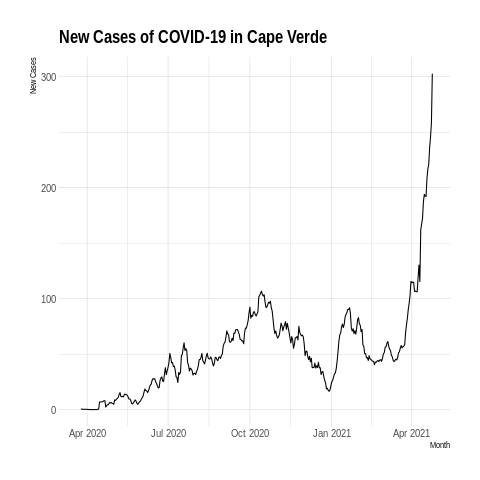 New Cases of COVID-19 in Cape Verde
New Cases
300
200
100
0
Apr 2020 Jul 2020 Oct 2020 Jan 2021 Apr 2021
Month